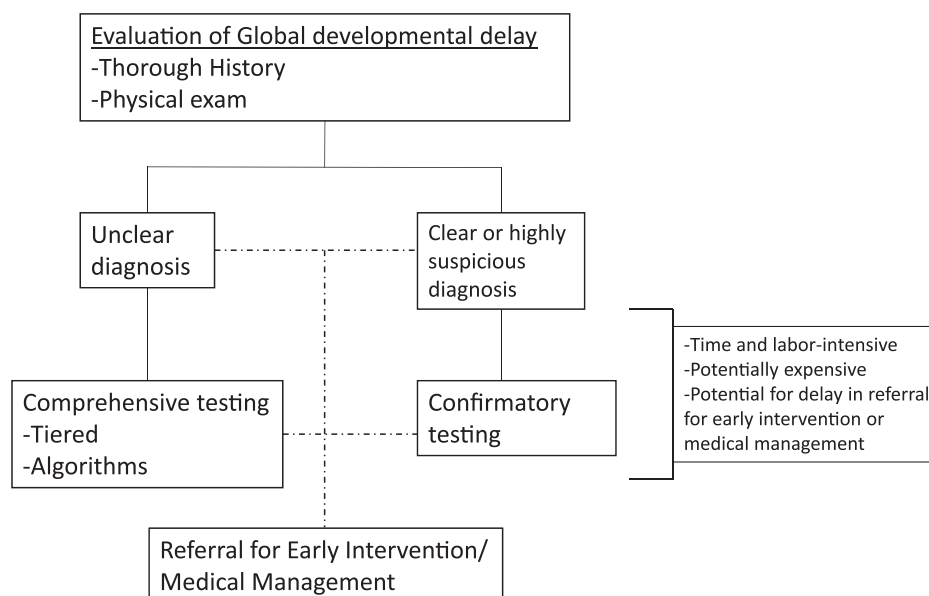 Evaluation of Global developmental delay
-Thorough History
-Physical exam
Unclear
diagnosis
Clear or highly
suspicious
diagnosis
Comprehensive testing
-Tiered
-Algorithms
Confirmatory
testing
-Time and labor-intensive
-Potentially expensive
-Potential for delay in referral
for early intervention or
medical management
Referral for Early Intervention/
Medical Management